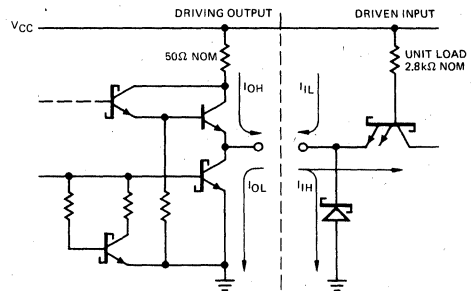 DRIVING OUTPUT
DRIVEN INPUT
VCC
50Ω NOM
UNIT LOAD
2.8kΩ NOM
IOH
IIL
IOL
IIH